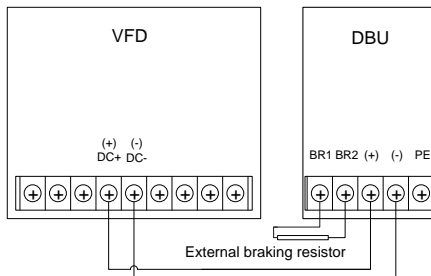 VFD
DBU
(+) (-)
DC+ DC-
BR1 BR2 (+) (-) PE
External braking resistor